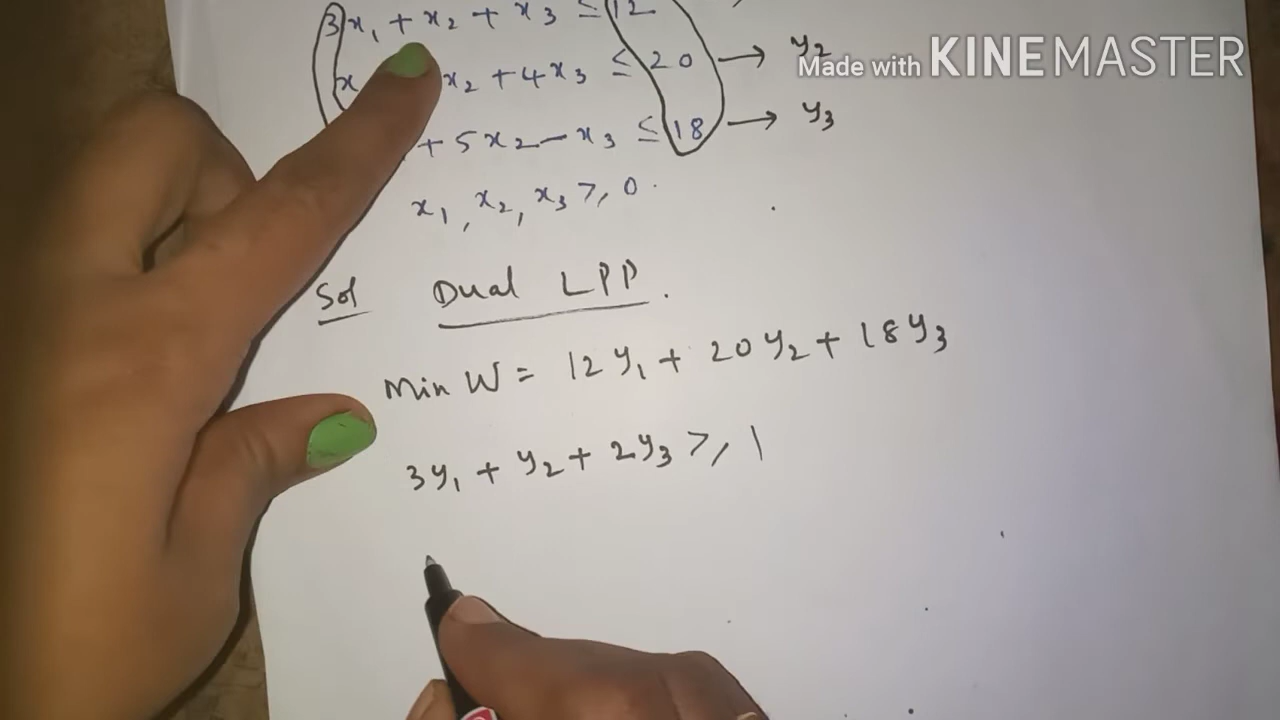 3x₁ + x₂ + x₃ ≤ 12
x x₂ + 4x₃ ≤ 20 → y₂
+ 5x₂ - x₃ ≤ 18 → y₃
Made with KINEMASTER
x₁, x₂, x₃ ≥ 0.
Sol Dual LPP.
Min W = 12y₁ + 20y₂ + 18y₃
3y₁ + y₂ + 2y₃ ≥ 1